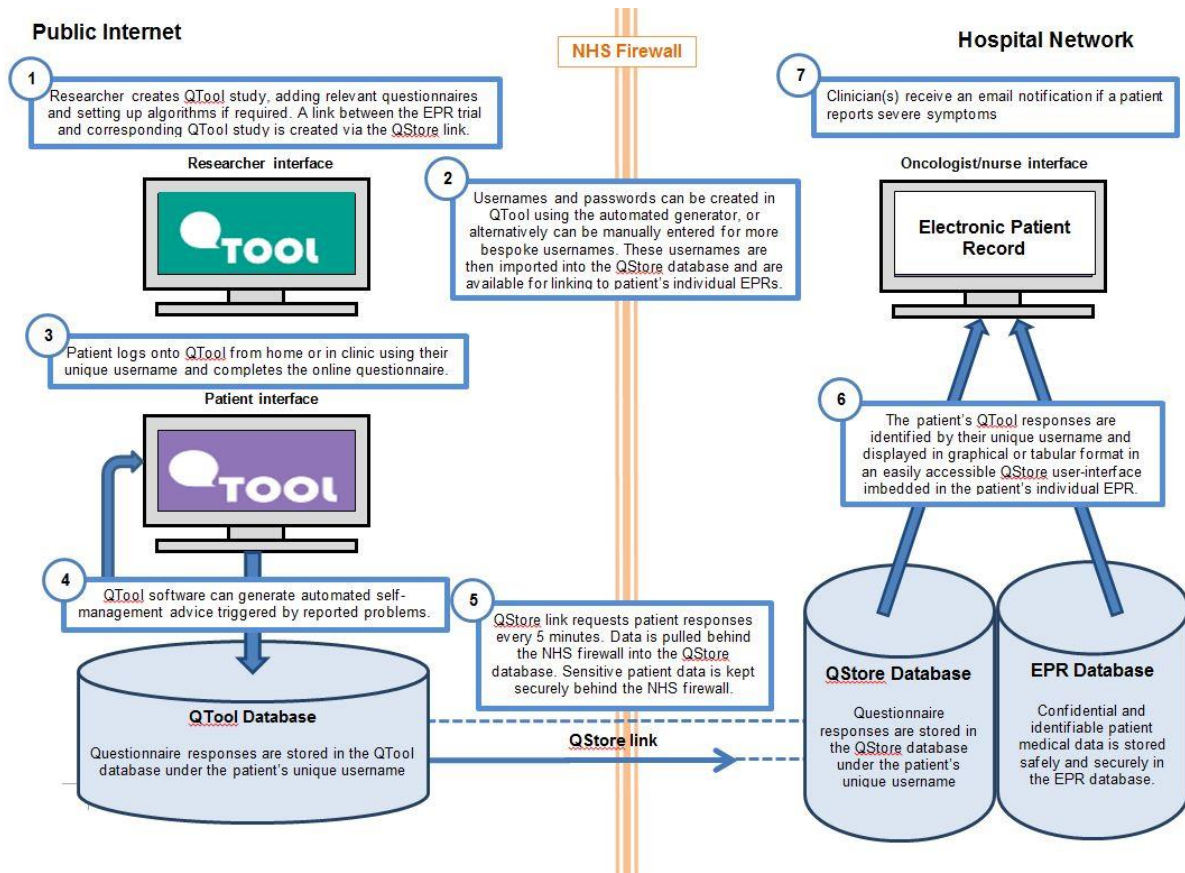 Public Internet
NHS Firewall
Hospital Network
1
Researcher creates QTool study, adding relevant questionnaires
and setting up algorithms if required. A link between the EPR trial
and corresponding QTool study is created via the QStore link.
Researcher interface
QTOOL
2
Usernames and passwords can be created in
QTool using the automated generator, or
alternatively can be manually entered for more
bespoke usernames. These usernames are
then imported into the QStore database and are
available for linking to patient's individual EPRs.
3
Patient logs onto QTool from home or in clinic using their
unique username and completes the online questionnaire.
Patient interface
QTOOL
4
QTool software can generate automated self-
management advice triggered by reported problems.
5
QStore link requests patient responses
every 5 minutes. Data is pulled behind
the NHS firewall into the QStore
database. Sensitive patient data is kept
securely behind the NHS firewall.
QTool Database
Questionnaire responses are stored in the QTool
database under the patient's unique username
QStore link
7
Clinician(s) receive an email notification if a patient
reports severe symptoms
Oncologist/nurse interface
Electronic Patient
Record
6
The patient's QTool responses are
identified by their unique username and
displayed in graphical or tabular format in
an easily accessible QStore user-interface
imbedded in the patient's individual EPR.
QStore Database
Questionnaire
responses are stored in
the QStore database
under the patient's
unique username
EPR Database
Confidential and
identifiable patient
medical data is stored
safely and securely in
the EPR database.